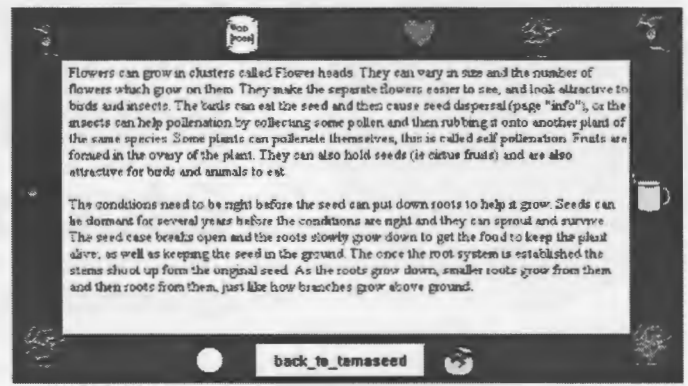 Flowers can grow in clusters called Flower heads. They can vary in size and the number of
flowers which grow on them. They make the separate flowers easier to see, and look attractive to
birds and insects. The birds can eat the seed and then cause seed dispersal (page "info"), or the
insects can help pollenation by collecting some pollen and then rubbing it onto another plant of
the same species. Some plants can pollenate themselves, this is called self pollenation. Fruits are
formed in the ovary of the plant. They can also hold seeds (ie citrus fruits) and are also
attractive for birds and animals to eat.
The conditions need to be right before the seed can put down roots to help it grow. Seeds can
be dormant for several years before the conditions are right and they can sprout and survive.
The seed case breaks open and the roots slowly grow down to get the food to keep the plant
alive, as well as keeping the seed in the ground. The once the root system is established the
stems shoot up form the original seed. As the roots grow down, smaller roots grow from them
and then roots from them, just like how branches grow above ground.
back_to_tamaseed